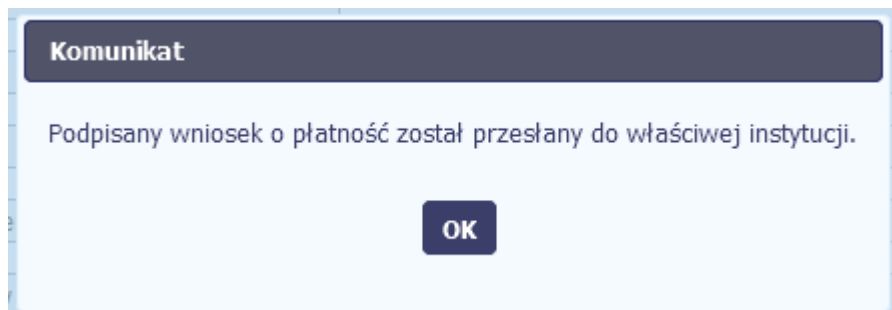 Komunikat
Podpisany wniosek o płatność został przesłany do właściwej instytucji.
OK